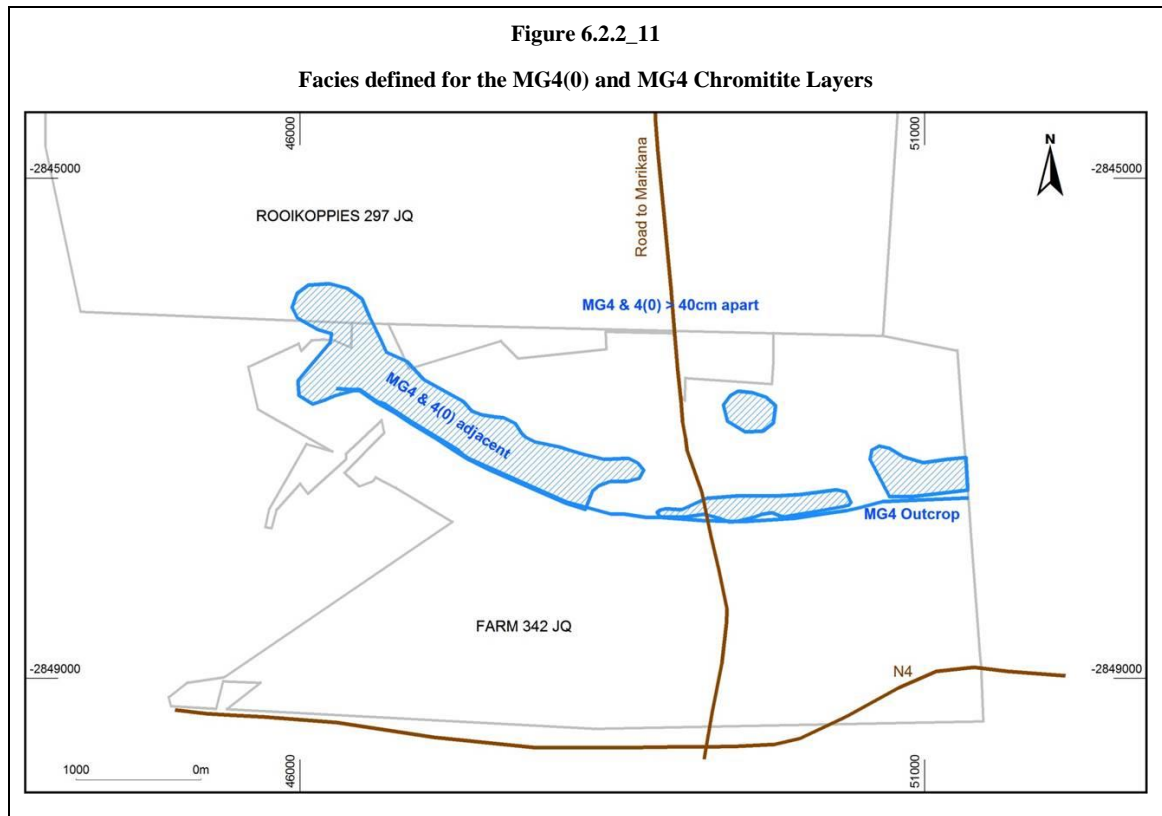 Figure 6.2.2_11
Facies defined for the MG4(0) and MG4 Chromitite Layers
46000
51000
-2845000
-2845000
N
Road to Marikana
ROOIKOPPIES 297 JQ
MG4 & 4(0) > 40cm apart
MG4 & 4(0) adjacent
MG4 Outcrop
FARM 342 JQ
-2849000
N4
-2849000
1000
0m
46000
51000